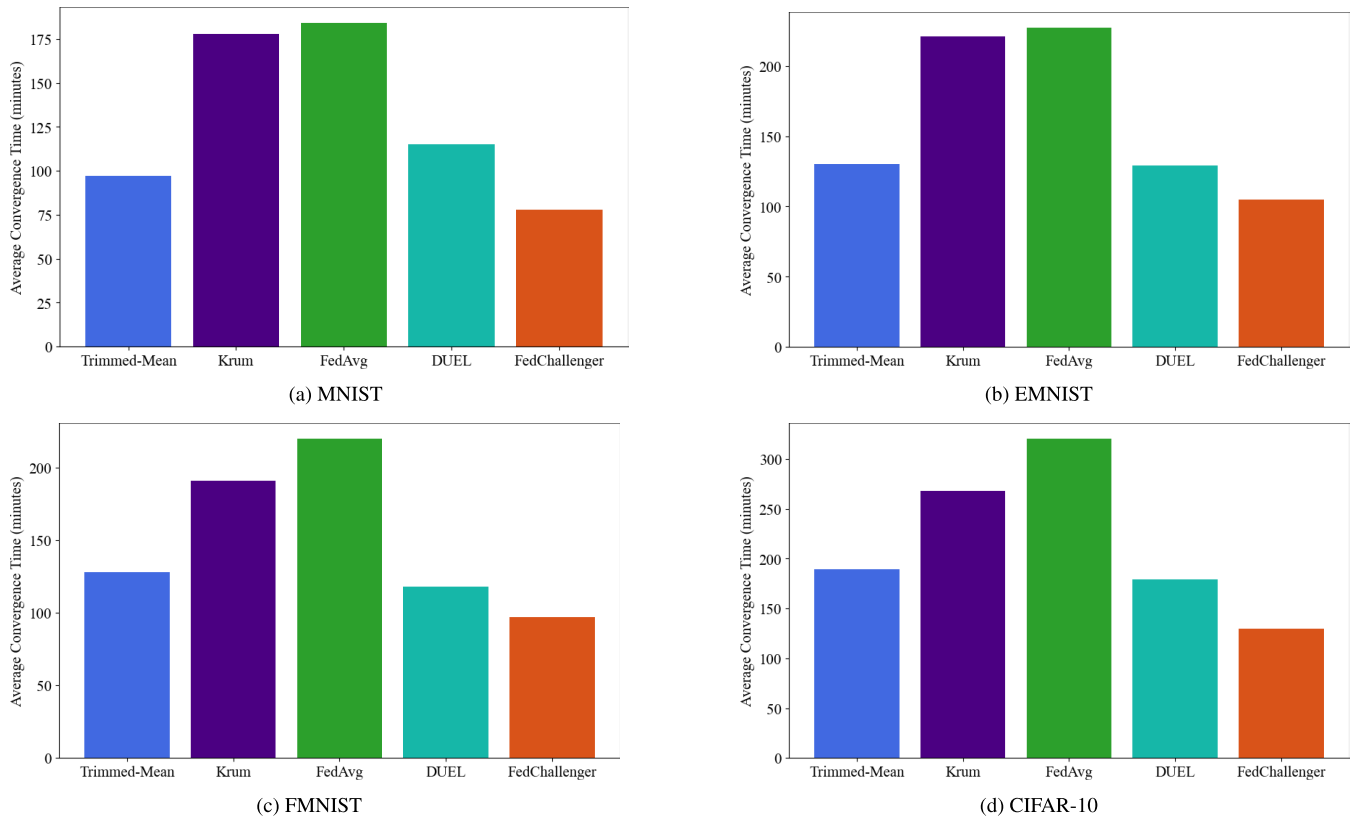 Average Convergence Time (minutes)
175
150
125
100
75
50
25
0
Trimmed-Mean Krum FedAvg DUEL FedChallenger
(a) MNIST
Average Convergence Time (minutes)
200
150
100
50
0
Trimmed-Mean Krum FedAvg DUEL FedChallenger
(b) EMNIST
Average Convergence Time (minutes)
200
150
100
50
0
Trimmed-Mean Krum FedAvg DUEL FedChallenger
(c) FMNIST
Average Convergence Time (minutes)
300
250
200
150
100
50
0
Trimmed-Mean Krum FedAvg DUEL FedChallenger
(d) CIFAR-10